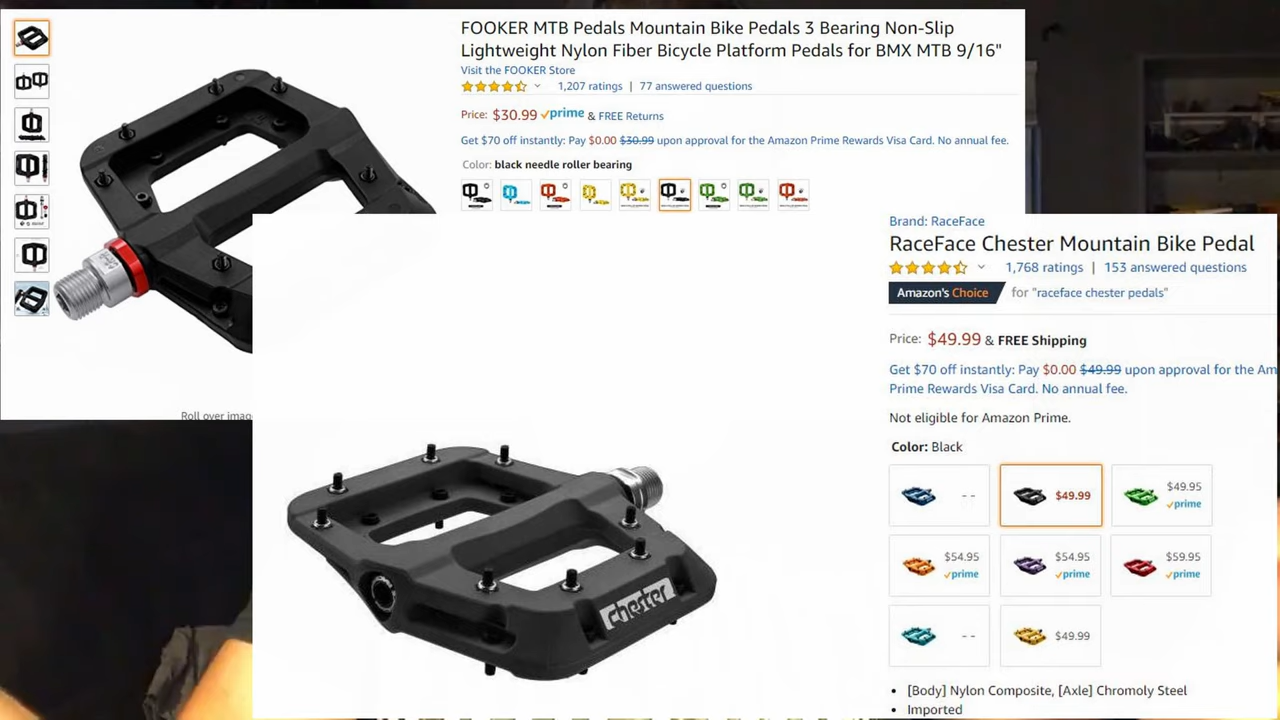 FOOKER MTB Pedals Mountain Bike Pedals 3 Bearing Non-Slip
Lightweight Nylon Fiber Bicycle Platform Pedals for BMX MTB 9/16"
Visit the FOOKER Store
1,207 ratings | 77 answered questions
Price: $30.99 prime & FREE Returns
Get $70 off instantly: Pay $0.00 $30.99 upon approval for the Amazon Prime Rewards Visa Card. No annual fee.
Color: black needle roller bearing
Roll over imag
Brand: RaceFace
RaceFace Chester Mountain Bike Pedal
1,768 ratings | 153 answered questions
Amazon's Choice for "raceface chester pedals"
Price: $49.99 & FREE Shipping
Get $70 off instantly: Pay $0.00 $49.99 upon approval for the Am
Prime Rewards Visa Card. No annual fee.
Not eligible for Amazon Prime.
Color: Black
- - $49.99 $49.95 prime
$54.95 prime $54.95 prime $59.95 prime
- - $49.99
chester
• [Body] Nylon Composite, [Axle] Chromoly Steel
• Imported